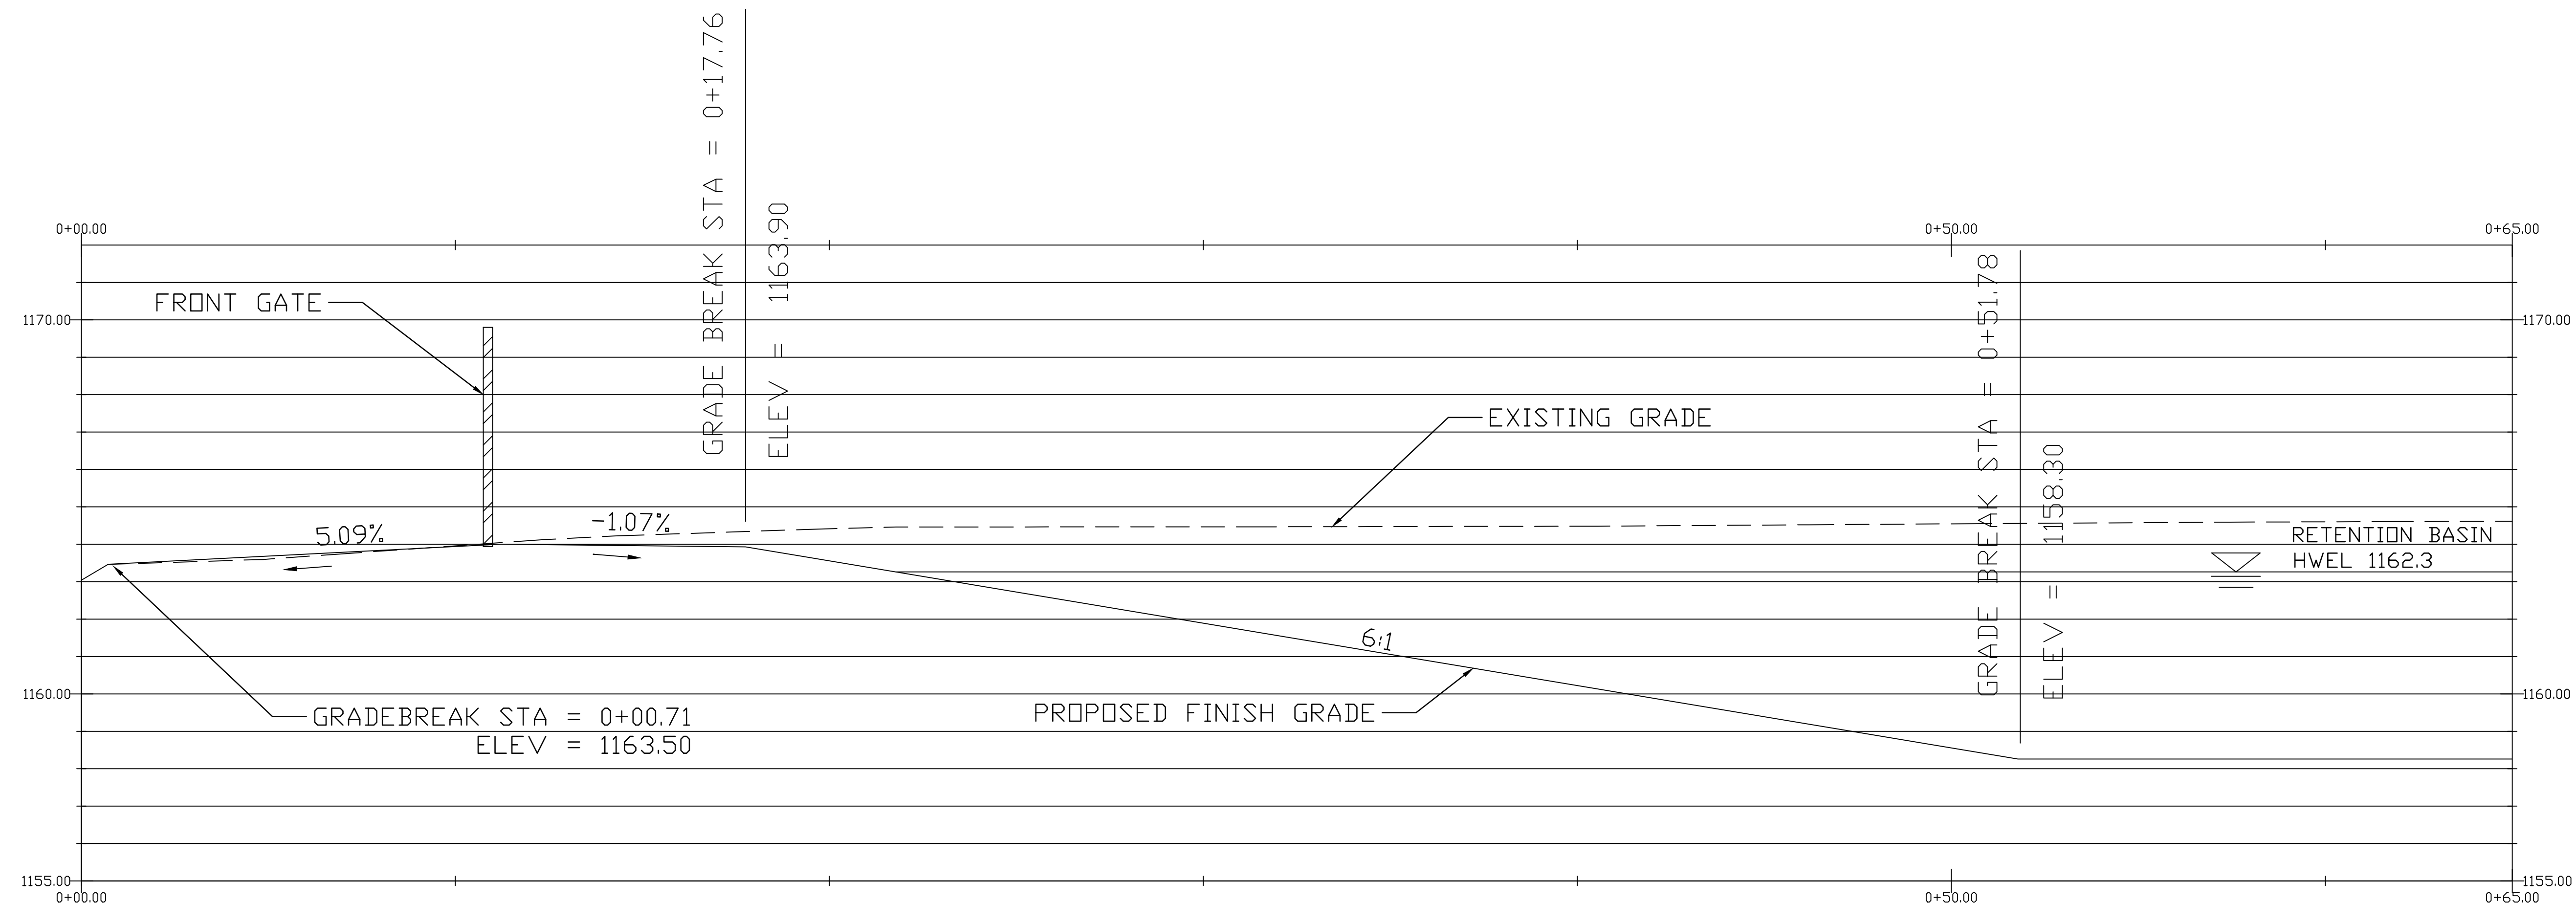 GRADE BREAK STA = 0+17.76
ELEV = 1163.90
0+00.00
0+50.00
0+65.00
GRADE BREAK STA = 0+51.78
ELEV = 1158.30
FRONT GATE
1170.00
1170.00
EXISTING GRADE
5.09%
-1.07%
RETENTION BASIN
HWEL 1162.3
6:1
1160.00
1160.00
GRADEBREAK STA = 0+00.71
ELEV = 1163.50
PROPOSED FINISH GRADE
1155.00
1155.00
0+00.00
0+50.00
0+65.00